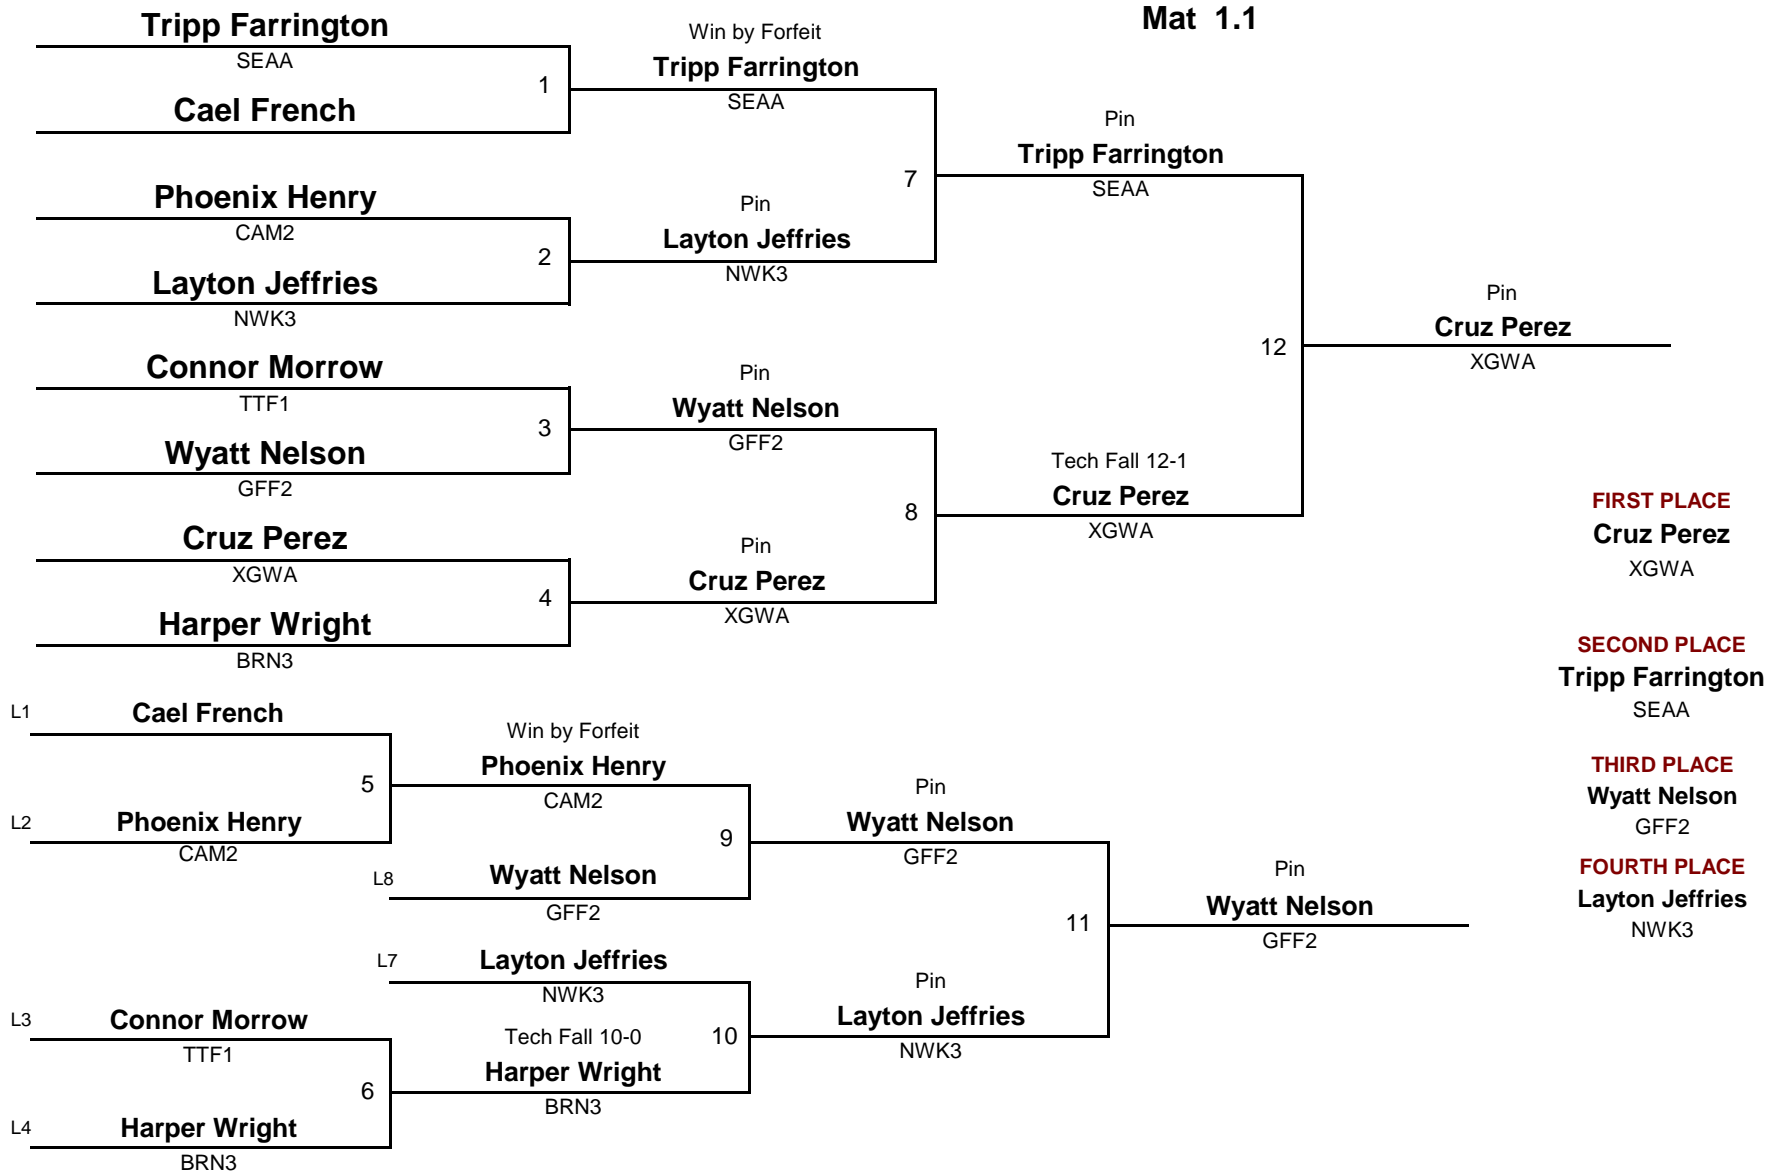 Mat 1.1
Tripp Farrington
SEAA
1
Cael French
Phoenix Henry
CAM2
2
Layton Jeffries
NWK3
Connor Morrow
TTF1
3
Wyatt Nelson
GFF2
Cruz Perez
XGWA
4
Harper Wright
BRN3
Win by Forfeit
Tripp Farrington
SEAA
7
Pin
Layton Jeffries
NWK3
Pin
Wyatt Nelson
GFF2
8
Pin
Cruz Perez
XGWA
Pin
Tripp Farrington
SEAA
12
Tech Fall 12-1
Cruz Perez
XGWA
Pin
Cruz Perez
XGWA
FIRST PLACE
Cruz Perez
XGWA
SECOND PLACE
Tripp Farrington
SEAA
THIRD PLACE
Wyatt Nelson
GFF2
FOURTH PLACE
Layton Jeffries
NWK3
L1
Cael French
5
L2
Phoenix Henry
CAM2
L3
Connor Morrow
TTF1
6
L4
Harper Wright
BRN3
Win by Forfeit
Phoenix Henry
CAM2
9
L8
Wyatt Nelson
GFF2
L7
Layton Jeffries
NWK3
10
Tech Fall 10-0
Harper Wright
BRN3
Pin
Wyatt Nelson
GFF2
11
Pin
Layton Jeffries
NWK3
Pin
Wyatt Nelson
GFF2